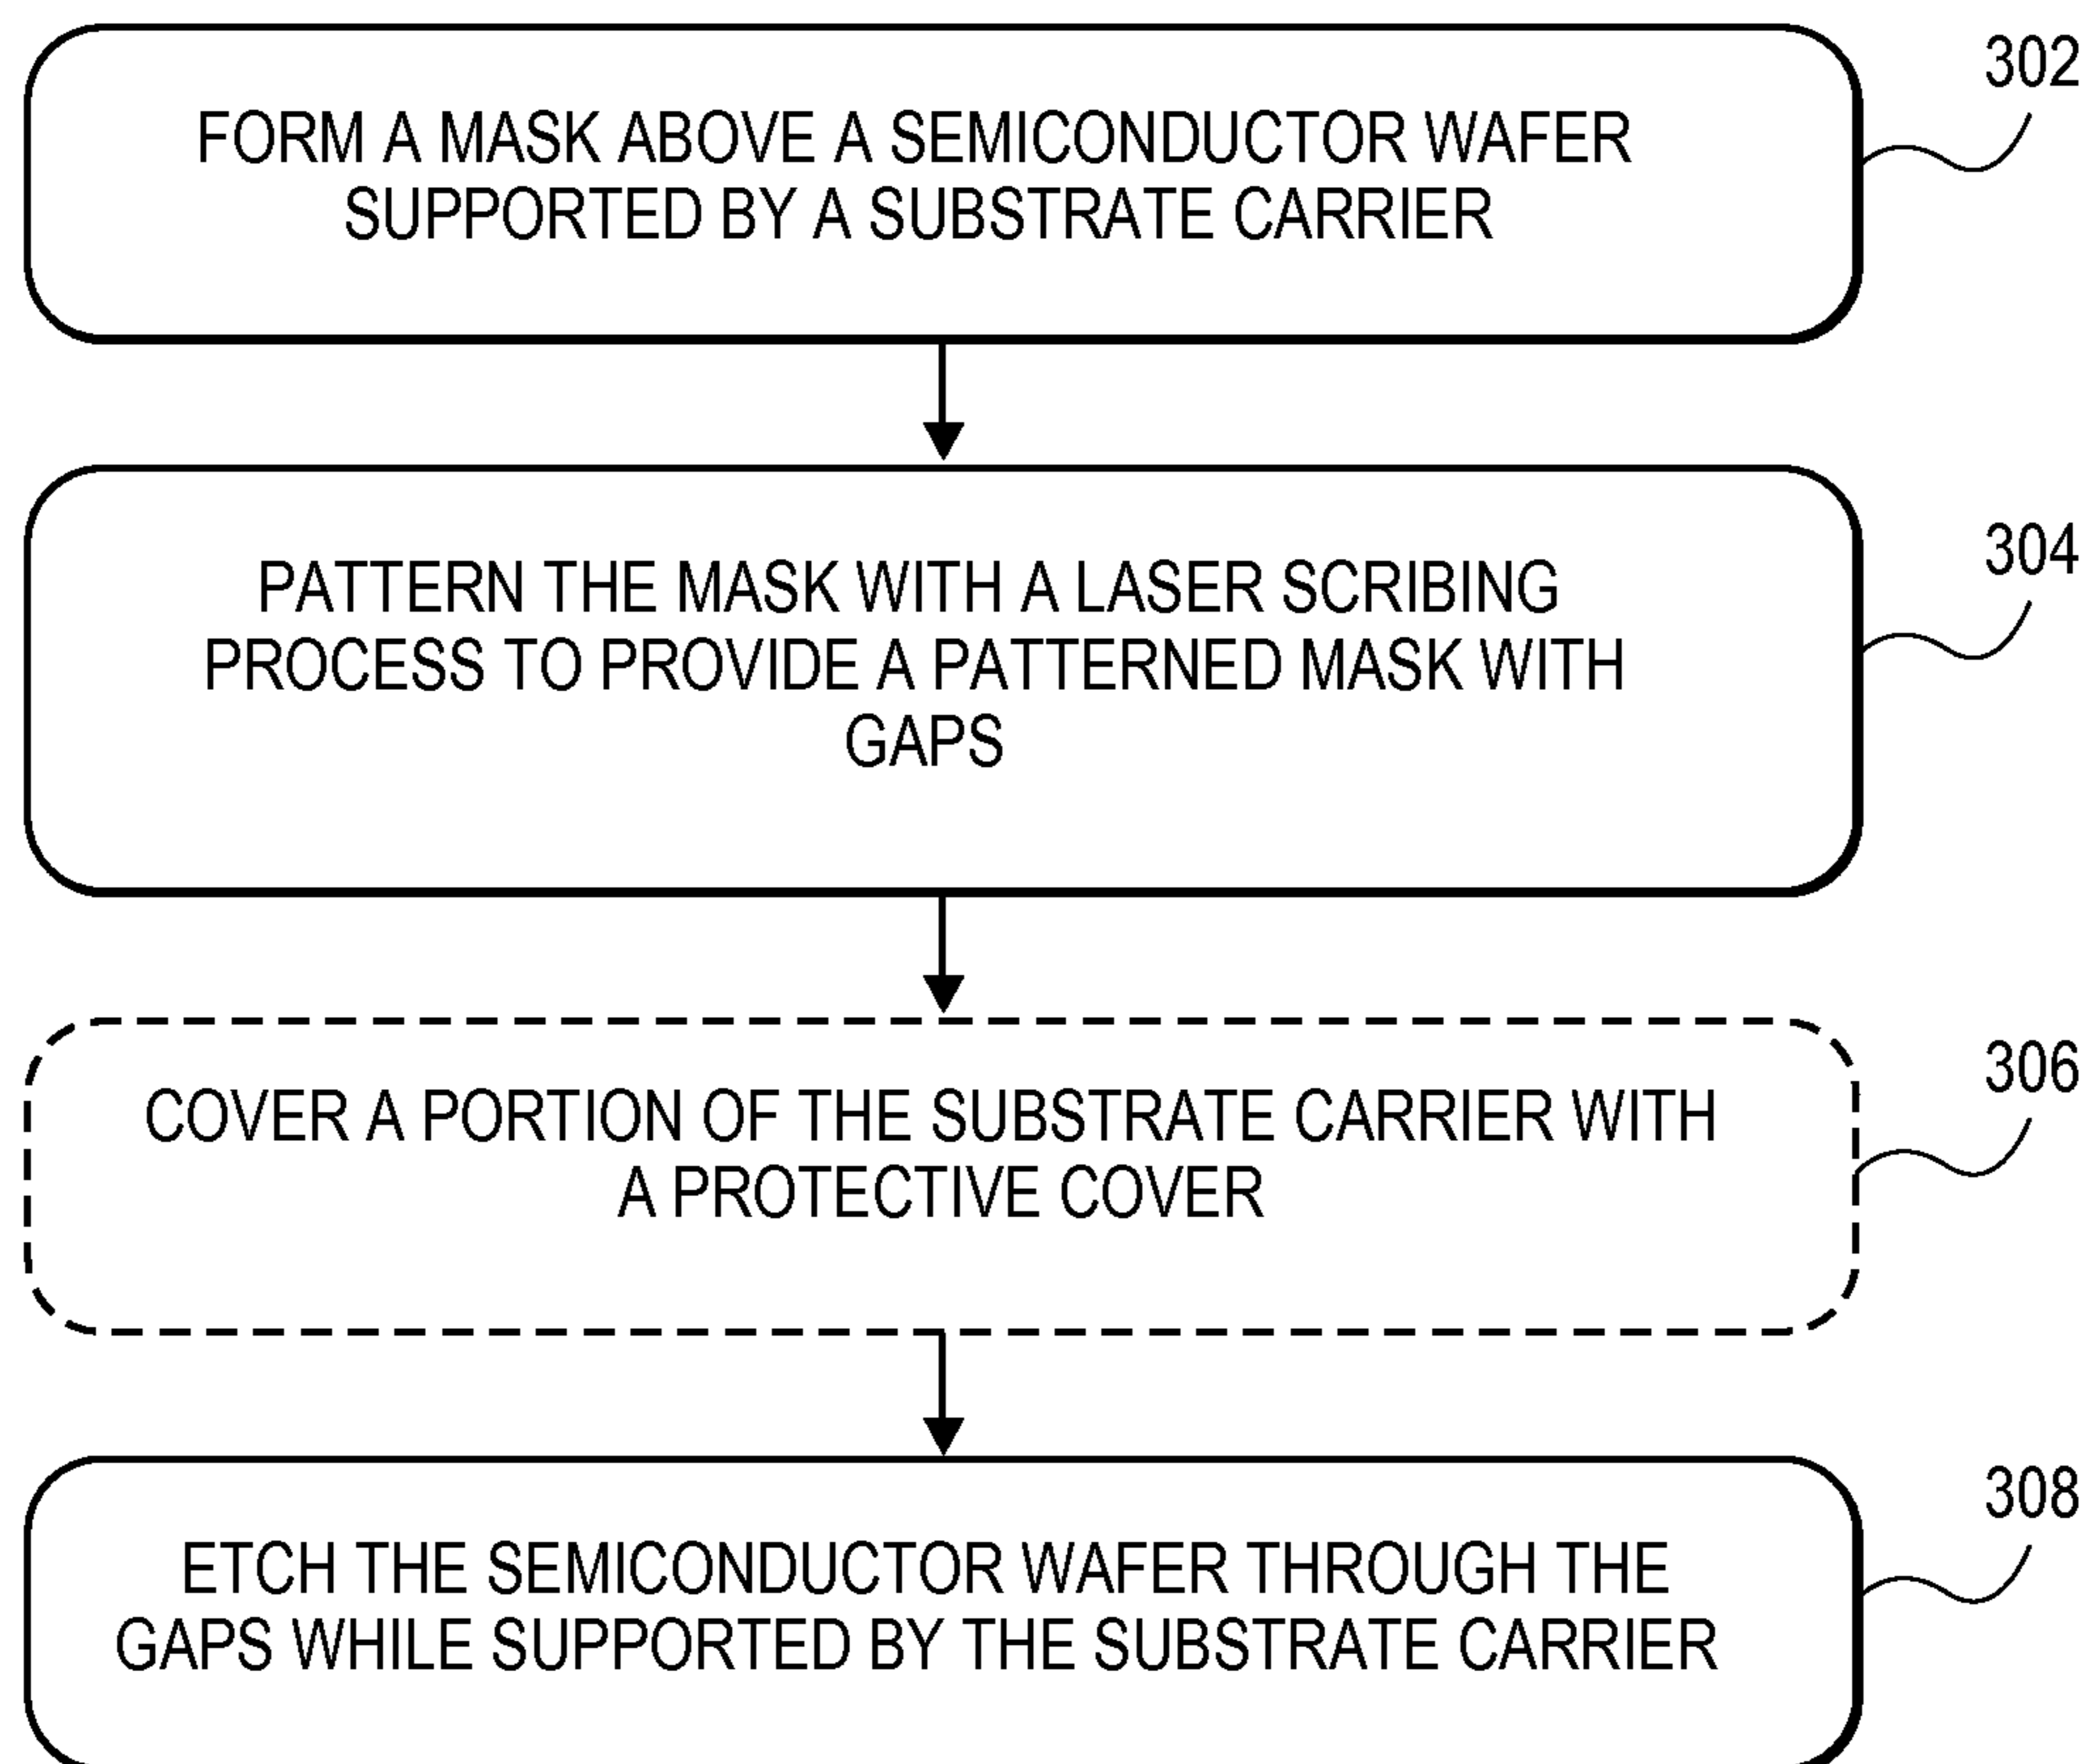 302
FORM A MASK ABOVE A SEMICONDUCTOR WAFER
SUPPORTED BY A SUBSTRATE CARRIER
304
PATTERN THE MASK WITH A LASER SCRIBING
PROCESS TO PROVIDE A PATTERNED MASK WITH
GAPS
306
COVER A PORTION OF THE SUBSTRATE CARRIER WITH
A PROTECTIVE COVER
308
ETCH THE SEMICONDUCTOR WAFER THROUGH THE
GAPS WHILE SUPPORTED BY THE SUBSTRATE CARRIER